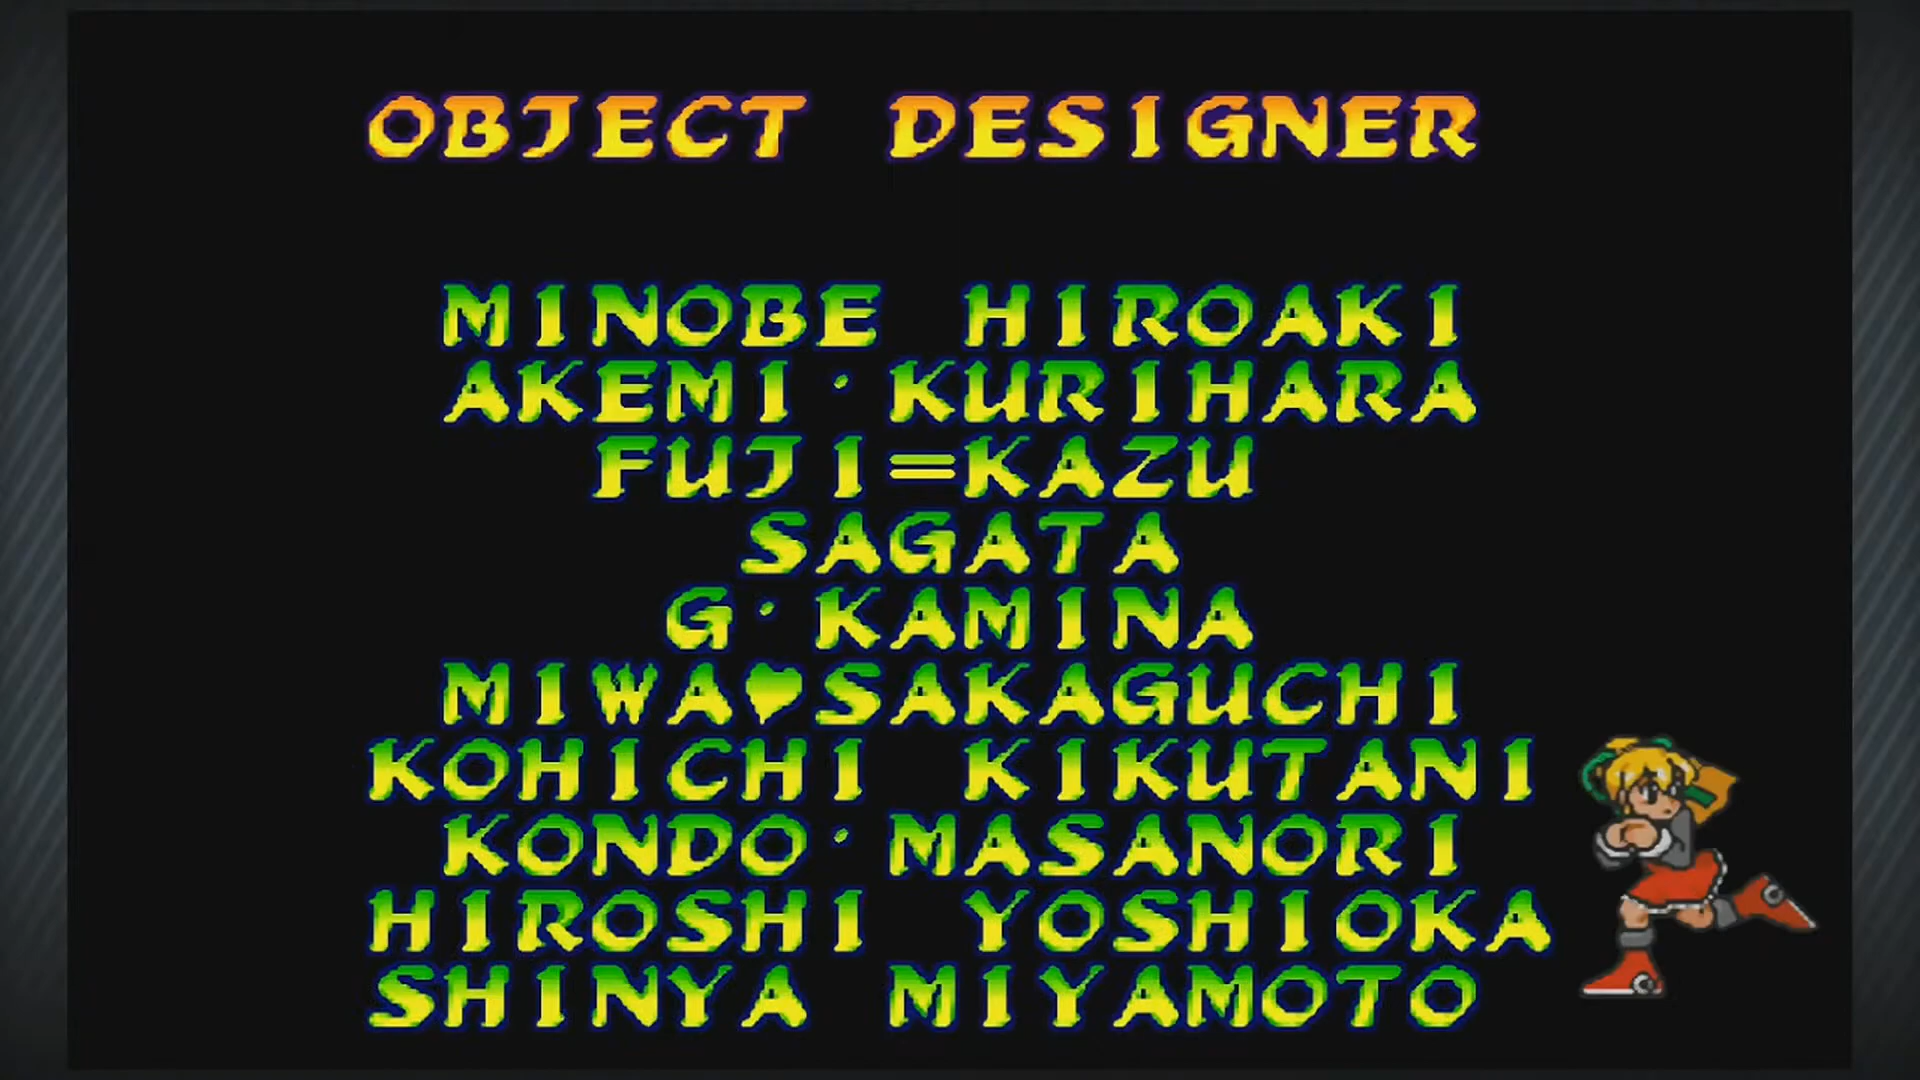 OBJECT DESIGNER
MINOBE HIROAKI
AKEMI·KURIHARA
FUJI=KAZU
SAGATA
G·KAMINA
MIWA♥SAKAGUCHI
KOHICHI KIKUTANI
KONDO·MASANORI
HIROSHI YOSHIOKA
SHINYA MIYAMOTO